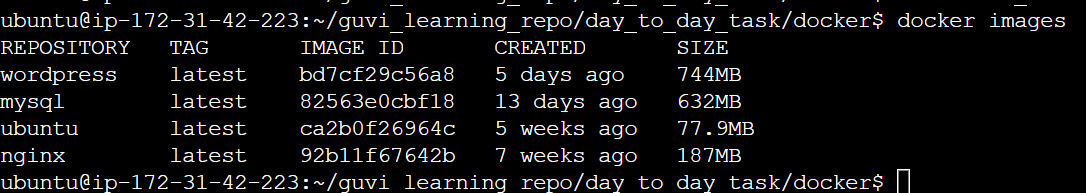 ubuntu@ip-172-31-42-223:~/guvi_learning_repo/day_to_day_task/docker$ docker images
REPOSITORY   TAG       IMAGE ID       CREATED       SIZE
wordpress    latest    bd7cf29c56a8   5 days ago    744MB
mysql        latest    82563e0cbf18   13 days ago   632MB
ubuntu       latest    ca2b0f26964c   5 weeks ago   77.9MB
nginx        latest    92b11f67642b   7 weeks ago   187MB
ubuntu@ip-172-31-42-223:~/guvi_learning_repo/day_to_day_task/docker$